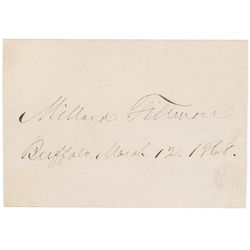 Millard Fillmore
Buffalo, March 12. 1868.